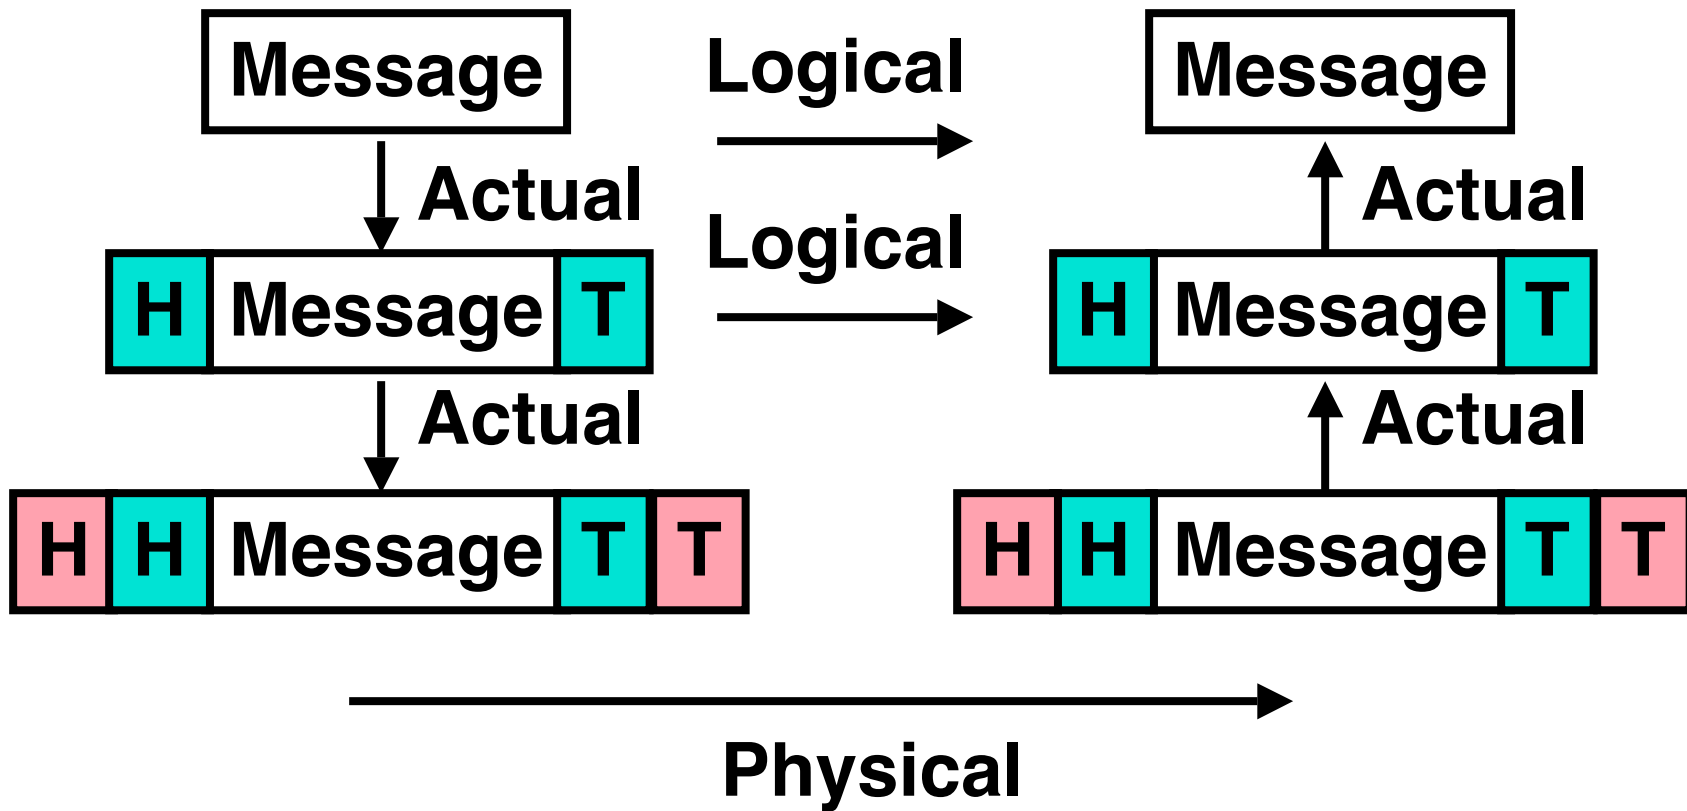 Message Logical Message
Actual Actual
Logical
H Message T H Message T
Actual Actual
H H Message T T H H Message T T
Physical